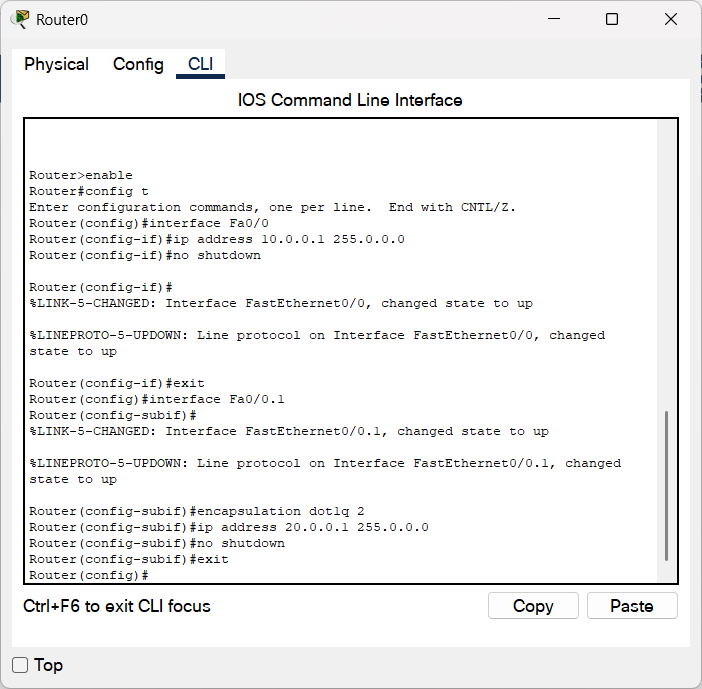 Router0
Physical Config CLI
IOS Command Line Interface
Router>enable
Router#config t
Enter configuration commands, one per line.  End with CNTL/Z.
Router(config)#interface Fa0/0
Router(config-if)#ip address 10.0.0.1 255.0.0.0
Router(config-if)#no shutdown
Router(config-if)#
%LINK-5-CHANGED: Interface FastEthernet0/0, changed state to up
%LINEPROTO-5-UPDOWN: Line protocol on Interface FastEthernet0/0, changed
state to up
Router(config-if)#exit
Router(config)#interface Fa0/0.1
Router(config-subif)#
%LINK-5-CHANGED: Interface FastEthernet0/0.1, changed state to up
%LINEPROTO-5-UPDOWN: Line protocol on Interface FastEthernet0/0.1, changed
state to up
Router(config-subif)#encapsulation dot1q 2
Router(config-subif)#ip address 20.0.0.1 255.0.0.0
Router(config-subif)#no shutdown
Router(config-subif)#exit
Router(config)#
Ctrl+F6 to exit CLI focus Copy Paste
Top